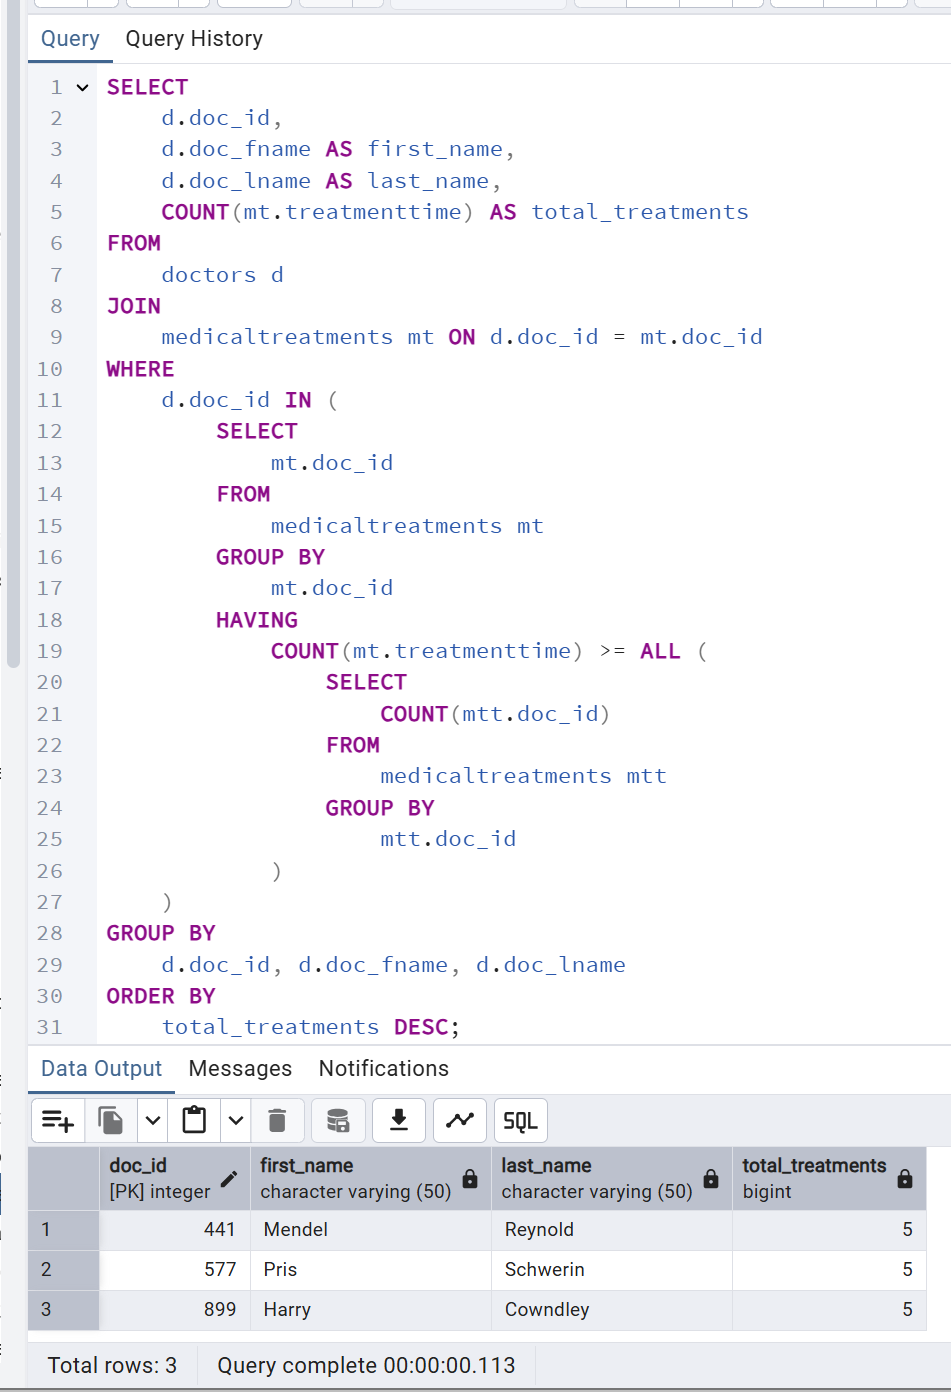 Query Query History
1 SELECT
2 d.doc_id,
3 d.doc_fname AS first_name,
4 d.doc_lname AS last_name,
5 COUNT(mt.treatmenttime) AS total_treatments
6 FROM
7 doctors d
8 JOIN
9 medicaltreatments mt ON d.doc_id = mt.doc_id
10 WHERE
11 d.doc_id IN (
12 SELECT
13 mt.doc_id
14 FROM
15 medicaltreatments mt
16 GROUP BY
17 mt.doc_id
18 HAVING
19 COUNT(mt.treatmenttime) >= ALL (
20 SELECT
21 COUNT(mtt.doc_id)
22 FROM
23 medicaltreatments mtt
24 GROUP BY
25 mtt.doc_id
26 )
27 )
28 GROUP BY
29 d.doc_id, d.doc_fname, d.doc_lname
30 ORDER BY
31 total_treatments DESC;
Data Output Messages Notifications
SQL
doc_id first_name last_name total_treatments
[PK] integer character varying (50) character varying (50) bigint
1 441 Mendel Reynold 5
2 577 Pris Schwerin 5
3 899 Harry Cowndley 5
Total rows: 3 Query complete 00:00:00.113